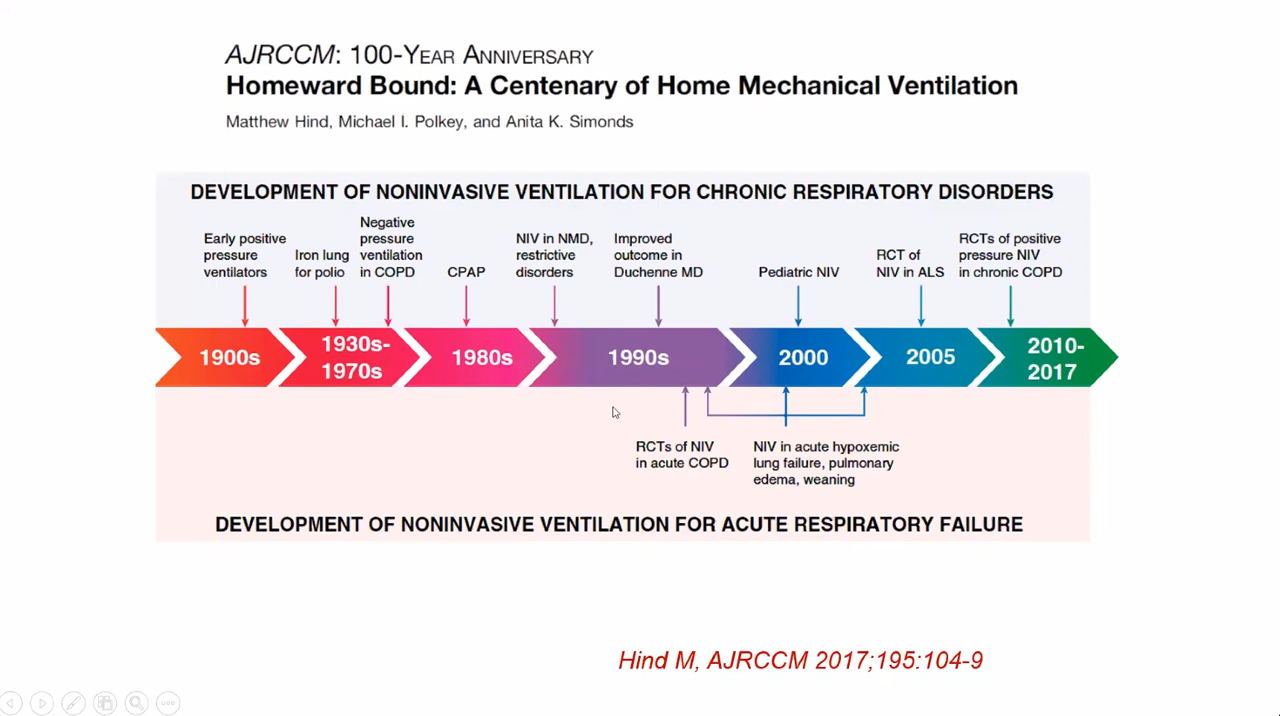 AJRCCM: 100-YEAR ANNIVERSARY
Homeward Bound: A Centenary of Home Mechanical Ventilation
Matthew Hind, Michael I. Polkey, and Anita K. Simonds
DEVELOPMENT OF NONINVASIVE VENTILATION FOR CHRONIC RESPIRATORY DISORDERS
Early positive
pressure
ventilators
Iron lung
for polio
Negative
pressure
ventilation
in COPD
CPAP
NIV in NMD,
restrictive
disorders
Improved
outcome in
Duchenne MD
Pediatric NIV
RCT of
NIV in ALS
RCTs of positive
pressure NIV
in chronic COPD
1900s
1930s-
1970s
1980s
1990s
2000
2005
2010-
2017
RCTs of NIV
in acute COPD
NIV in acute hypoxemic
lung failure, pulmonary
edema, weaning
DEVELOPMENT OF NONINVASIVE VENTILATION FOR ACUTE RESPIRATORY FAILURE
Hind M, AJRCCM 2017;195:104-9